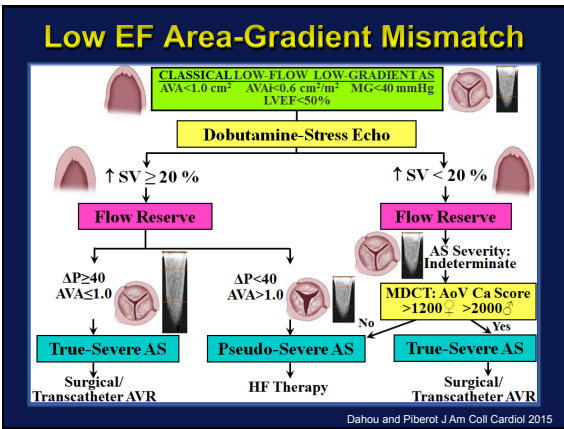 Low EF Area-Gradient Mismatch
CLASSICAL LOW-FLOW LOW-GRADIENT AS
AVA<1.0 cm² AVAi<0.6 cm²/m² MG<40 mmHg
LVEF<50%
Dobutamine-Stress Echo
↑ SV ≥ 20 %
↑ SV < 20 %
Flow Reserve
Flow Reserve
AS Severity:
Indeterminate
ΔP≥40
AVA≤1.0
ΔP<40
AVA>1.0
MDCT: AoV Ca Score
>1200♀ >2000♂
No
Yes
True-Severe AS
Pseudo-Severe AS
True-Severe AS
Surgical/
Transcatheter AVR
HF Therapy
Surgical/
Transcatheter AVR
Dahou and Piberot J Am Coll Cardiol 2015